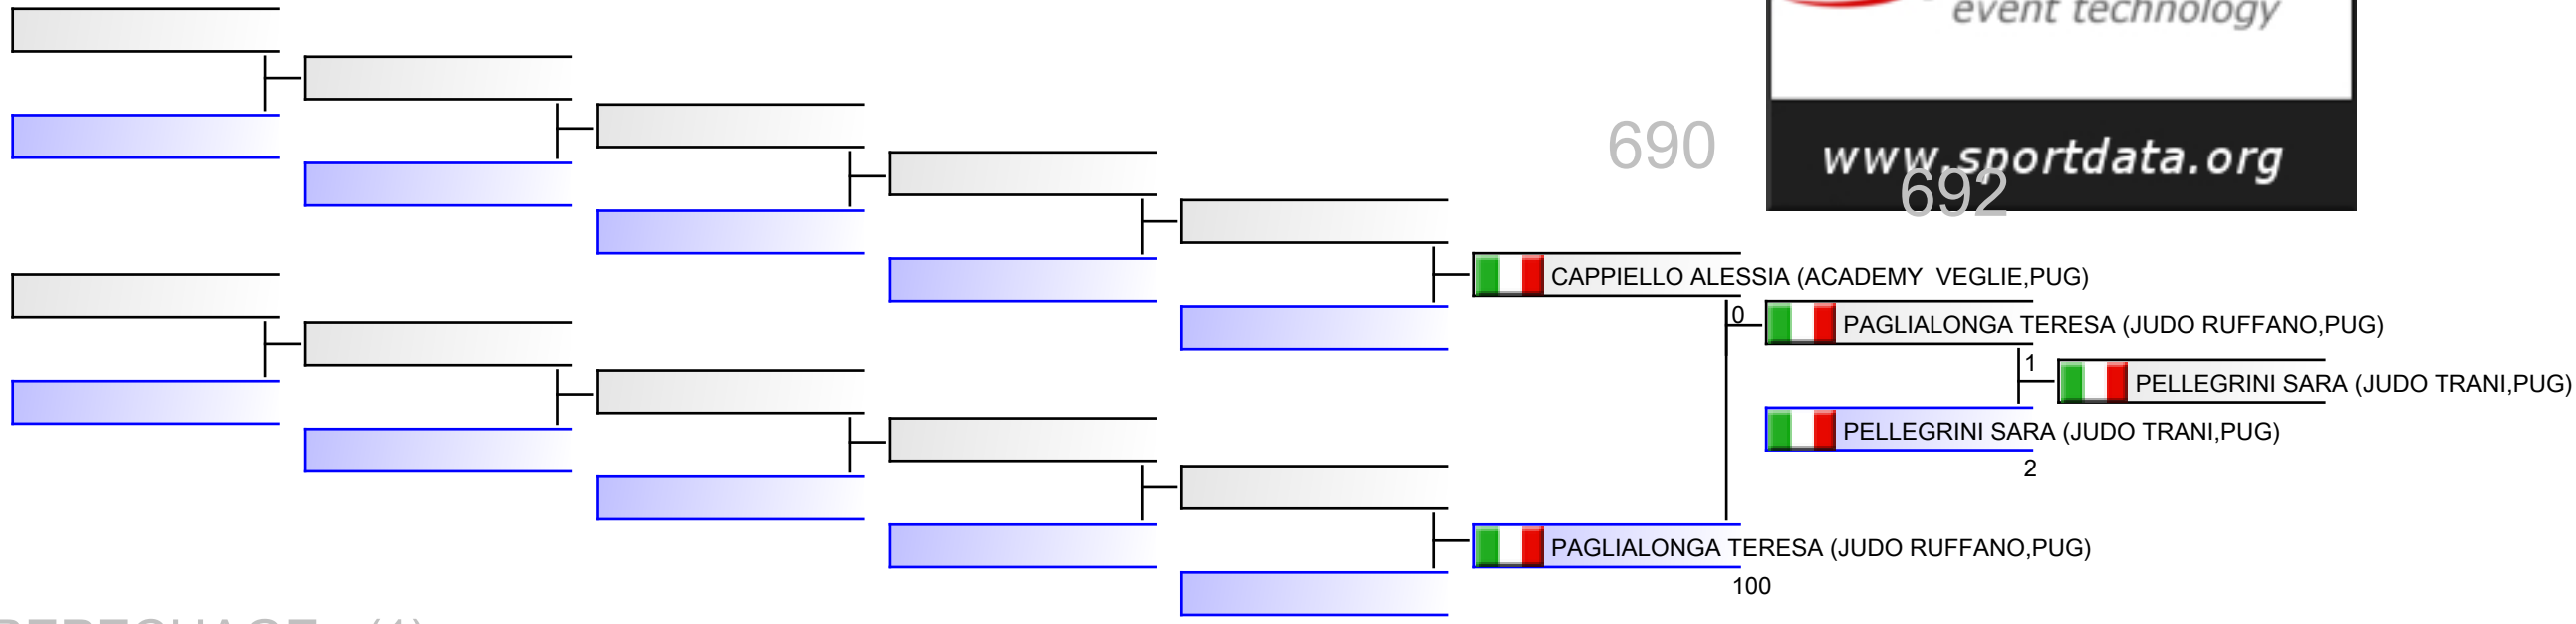 event technology
690
www.sportdata.org
692
CAPPIELLO ALESSIA (ACADEMY  VEGLIE,PUG)
0
PAGLIALONGA TERESA (JUDO RUFFANO,PUG)
1
PELLEGRINI SARA (JUDO TRANI,PUG)
PELLEGRINI SARA (JUDO TRANI,PUG)
2
PAGLIALONGA TERESA (JUDO RUFFANO,PUG)
100